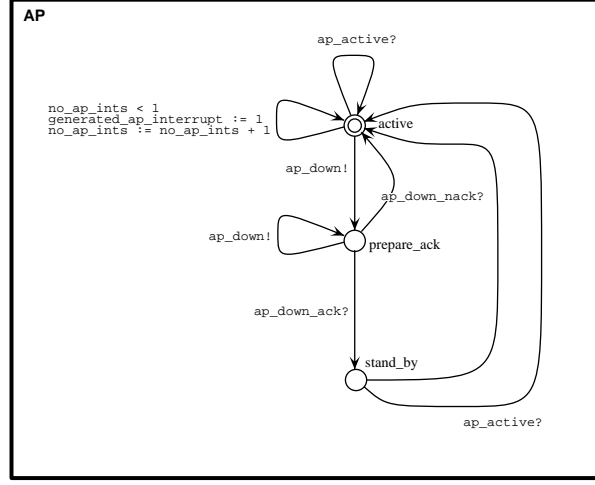 AP
ap_active?
no_ap_ints < 1
generated_ap_interrupt := 1
no_ap_ints := no_ap_ints + 1
active
ap_down!
ap_down_nack?
ap_down!
prepare_ack
ap_down_ack?
stand_by
ap_active?